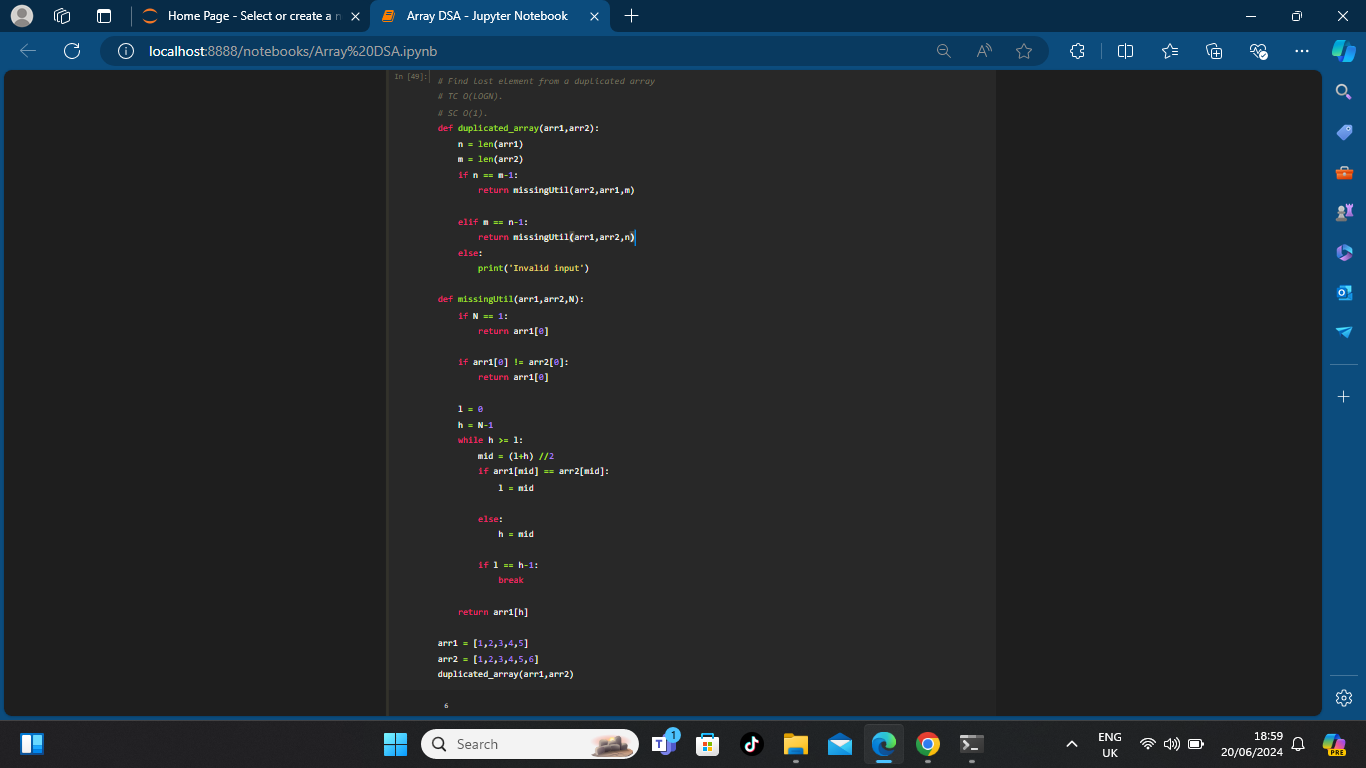 Home Page - Select or create a n
Array DSA - Jupyter Notebook
localhost:8888/notebooks/Array%20DSA.ipynb
In [49]:
# Find Lost eLement from a dupLicated array
# TC O(LOGN).
# SC O(1).
def duplicated_array(arr1,arr2):
    n = len(arr1)
    m = len(arr2)
    if n == m-1:
        return missingUtil(arr2,arr1,m)
    elif m == n-1:
        return missingUtil(arr1,arr2,n)
    else:
        print('Invalid input')
def missingUtil(arr1,arr2,N):
    if N == 1:
        return arr1[0]
    if arr1[0] != arr2[0]:
        return arr1[0]
    l = 0
    h = N-1
    while h >= l:
        mid = (l+h) //2
        if arr1[mid] == arr2[mid]:
            l = mid
        else:
            h = mid
        if l == h-1:
            break
    return arr1[h]
arr1 = [1,2,3,4,5]
arr2 = [1,2,3,4,5,6]
duplicated_array(arr1,arr2)
6
Search
1
ENG
UK
18:59
20/06/2024
PRE